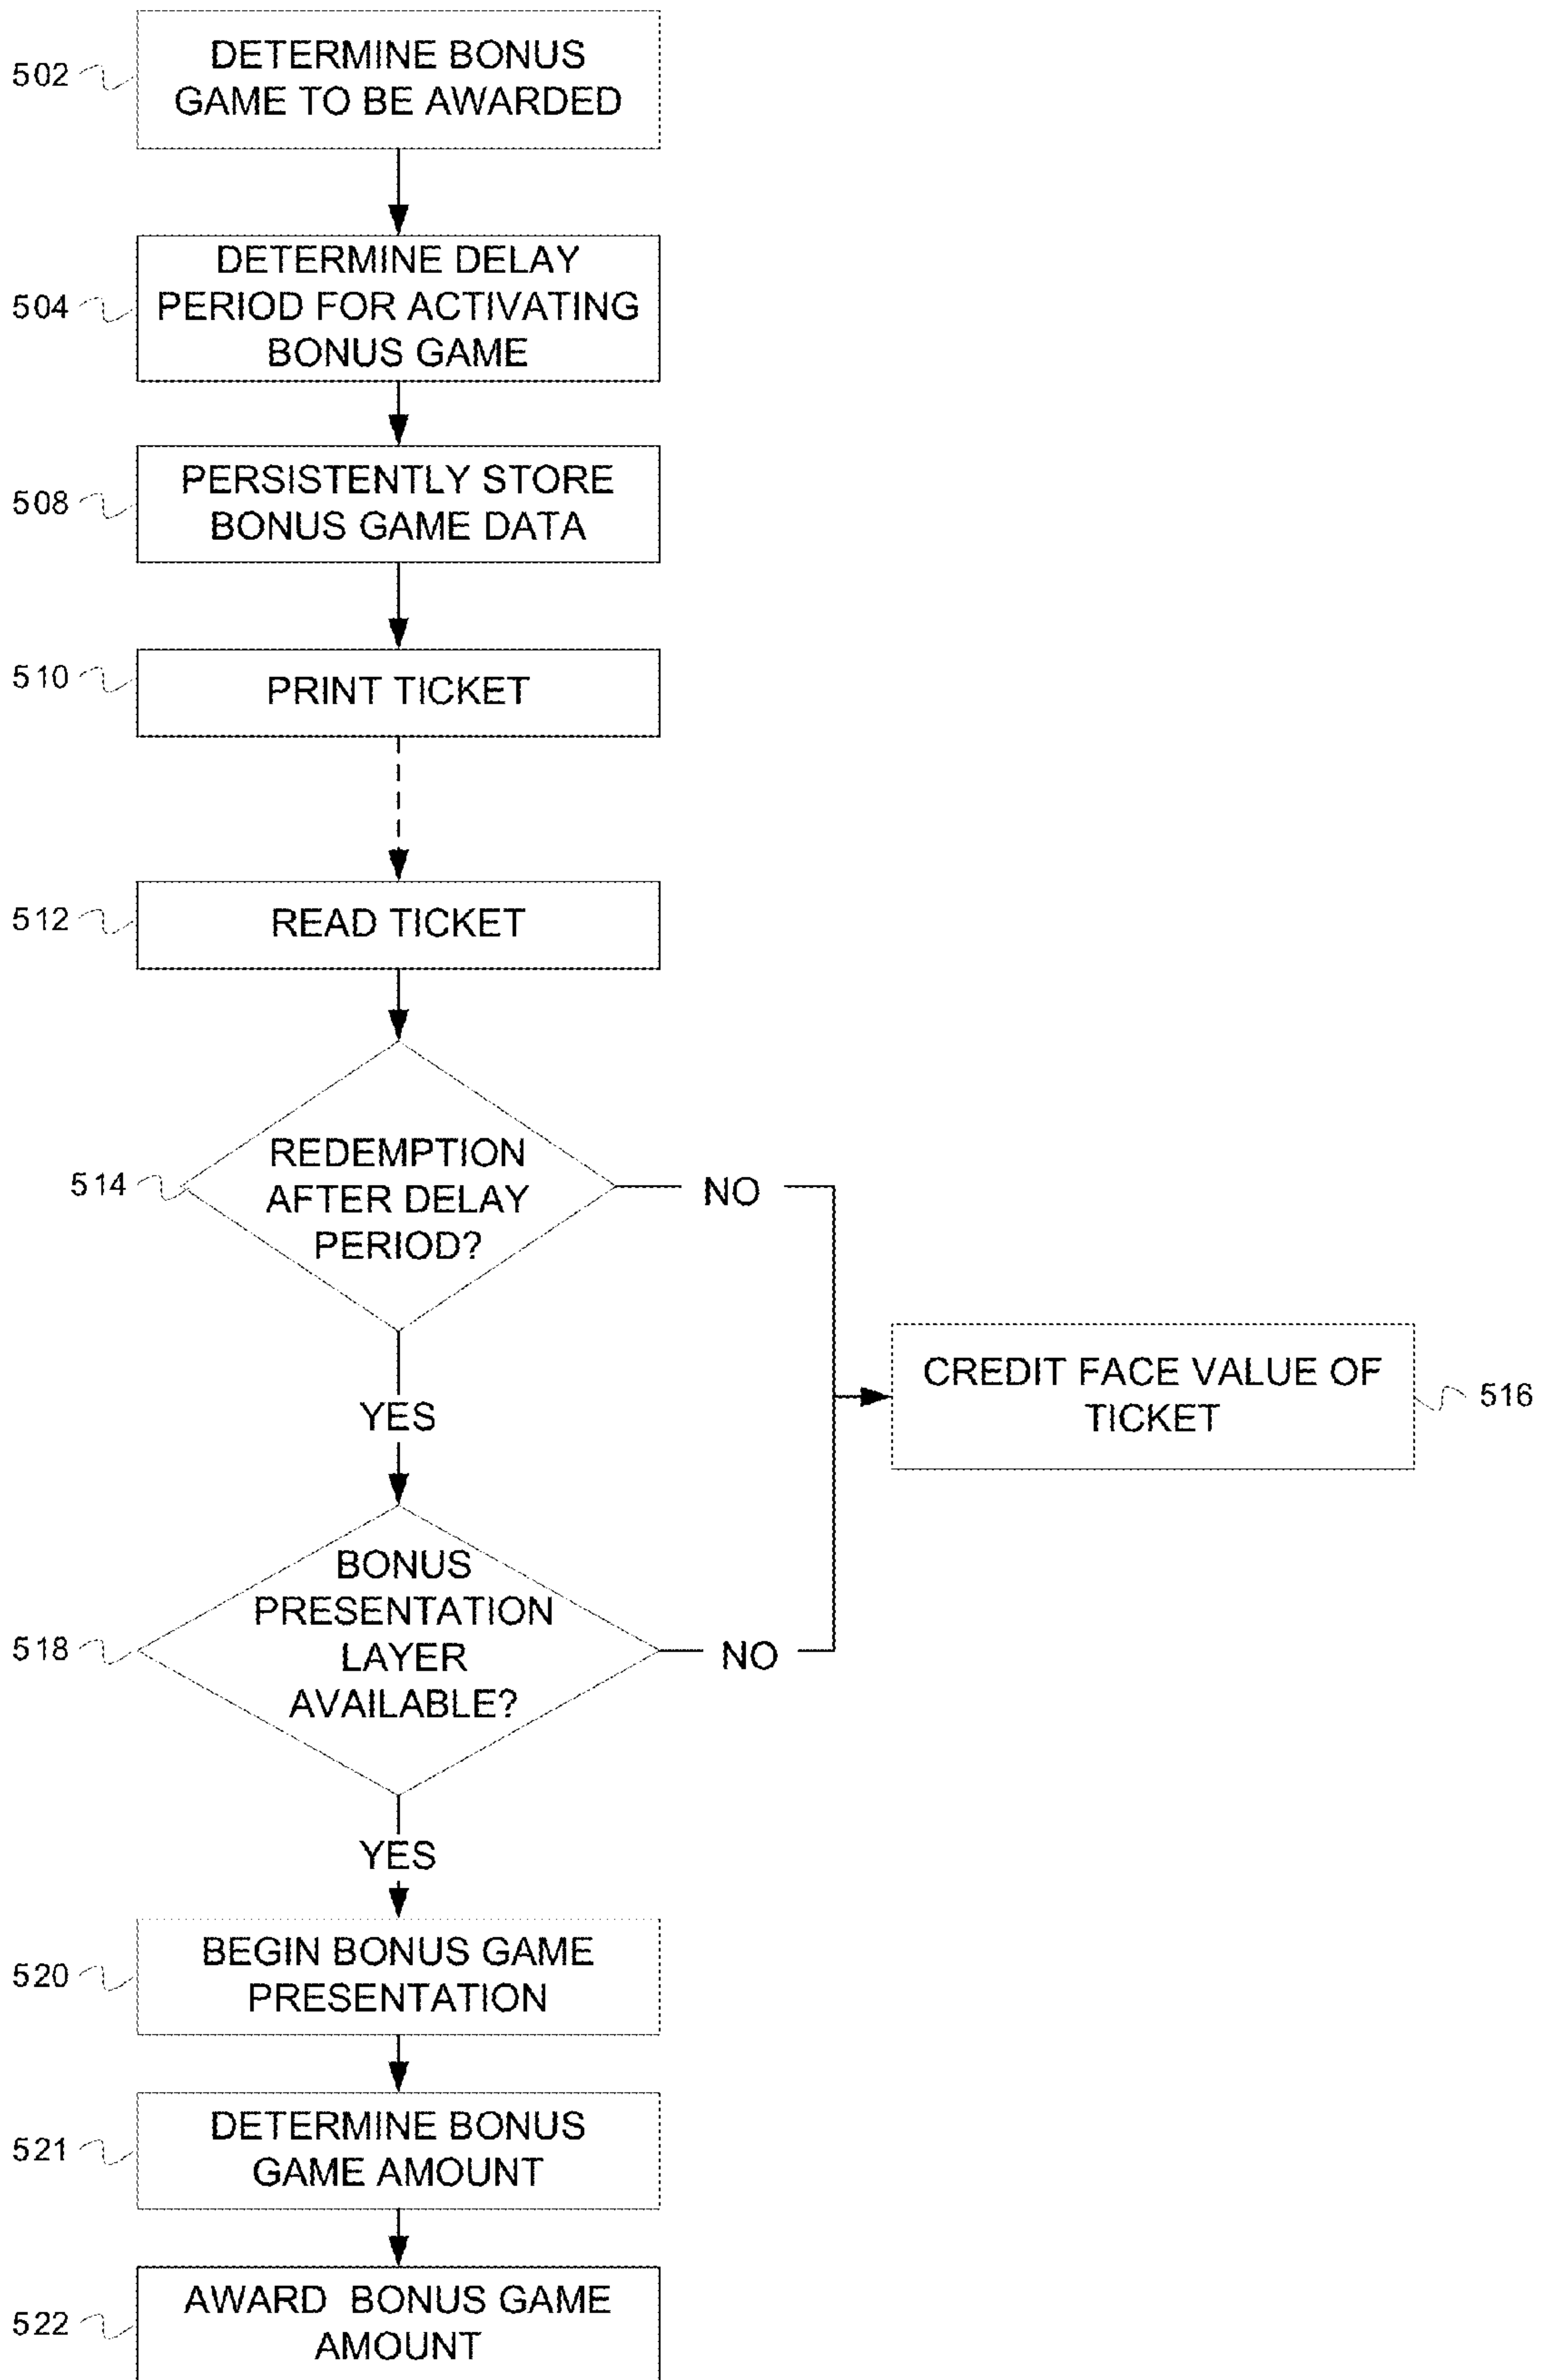 502
DETERMINE BONUS
GAME TO BE AWARDED
504
DETERMINE DELAY
PERIOD FOR ACTIVATING
BONUS GAME
508
PERSISTENTLY STORE
BONUS GAME DATA
510
PRINT TICKET
512
READ TICKET
514
REDEMPTION
AFTER DELAY
PERIOD?
NO
CREDIT FACE VALUE OF
TICKET
516
YES
518
BONUS
PRESENTATION
LAYER
AVAILABLE?
NO
YES
520
BEGIN BONUS GAME
PRESENTATION
521
DETERMINE BONUS
GAME AMOUNT
522
AWARD BONUS GAME
AMOUNT